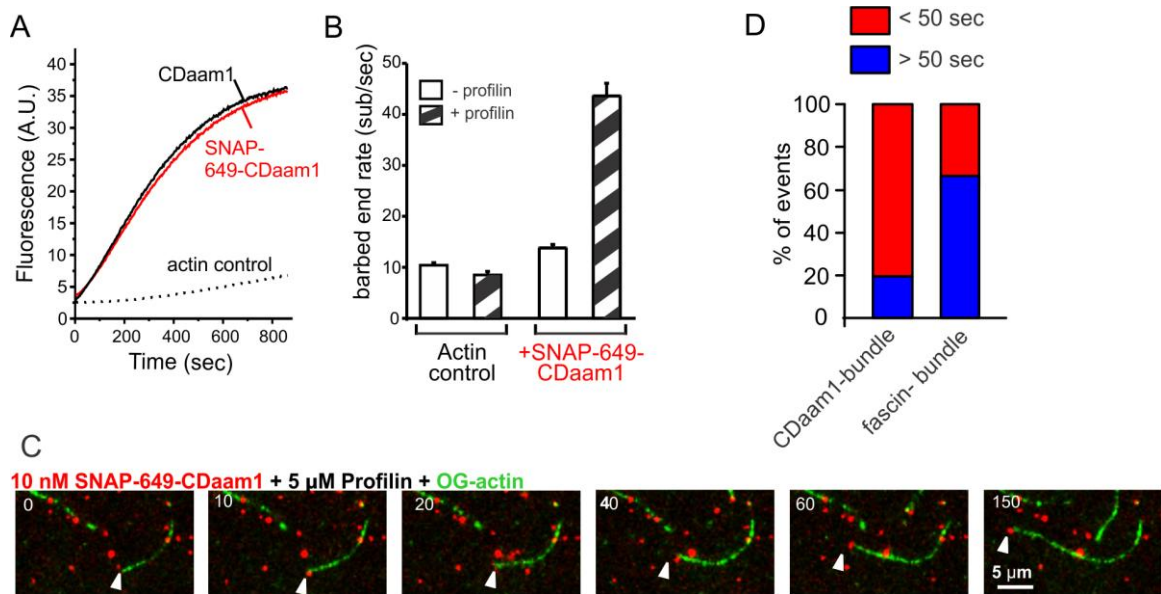 A
Fluorescence (A.U.)
40
35
30
25
20
15
10
5
0
CDaam1
SNAP-
649-CDaam1
actin control
0 200 400 600 800
Time (sec)
B
barbed end rate (sub/sec)
50
40
30
20
10
0
- profilin
+ profilin
Actin
control
+SNAP-649-
CDaam1
D
< 50 sec
> 50 sec
% of events
100
80
60
40
20
0
CDaam1-bundle
fascin- bundle
C
10 nM SNAP-649-CDaam1 + 5 µM Profilin + OG-actin
0 10 20 40 60 150
5 µm